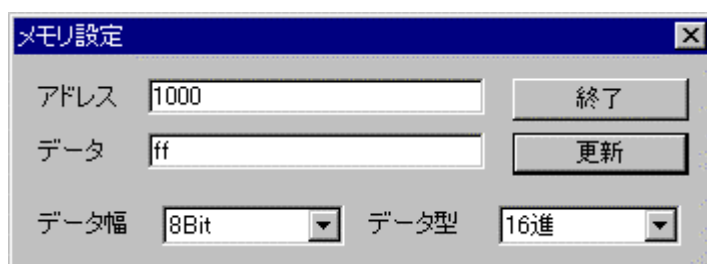 メモリ設定
アドレス 1000 終了
データ ff 更新
データ幅 8Bit データ型 16進